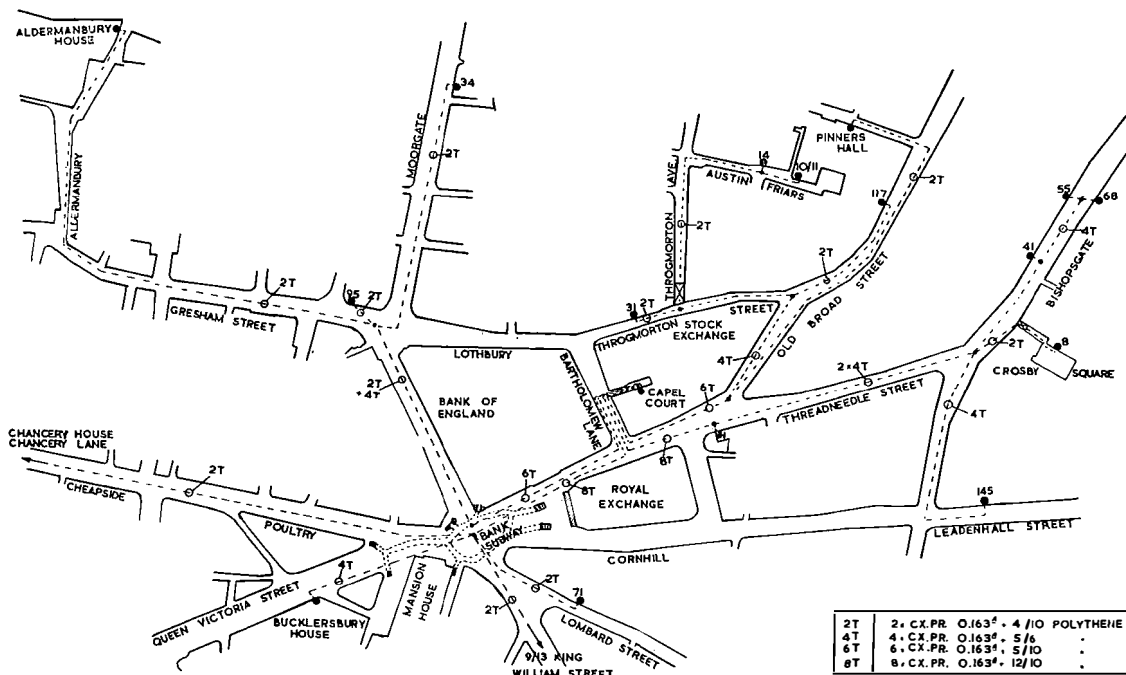 ALDERMANBURY
HOUSE
34
MOORGATE
2T
ALDERMANBURY
PINNERS
HALL
14
10/11
AUSTIN FRIARS
THROGMORTON AVE
2T
117
2T
55
68
4T
41
BISHOPSGATE
2T
95
2T
GRESHAM STREET
31
2T
2T
THROGMORTON STREET
STOCK
EXCHANGE
OLD BROAD STREET
LOTHBURY
BARTHOLOMEW
LANE
4T
2T
8
CROSBY SQUARE
2T
+ 4T
BANK OF
ENGLAND
CAPEL
COURT
6T
2 × 4T
THREADNEEDLE STREET
4T
CHANCERY HOUSE
CHANCERY LANE
2T
CHEAPSIDE
POULTRY
6T
8T
8T
ROYAL
EXCHANGE
145
LEADENHALL STREET
BANK
SUBWAY
CORNHILL
4T
QUEEN VICTORIA STREET
MANSION
HOUSE
BUCKLERSBURY
HOUSE
2T
2T
71
LOMBARD STREET
9/13 KING
WILLIAM STREET
2T 2 × CX.PR. 0.163ᵈ + 4/10 POLYTHENE
4T 4 × CX.PR. 0.163ᵈ + 5/6 "
6T 6 × CX.PR. 0.163ᵈ + 5/10 "
8T 8 × CX.PR. 0.163ᵈ + 12/10 "